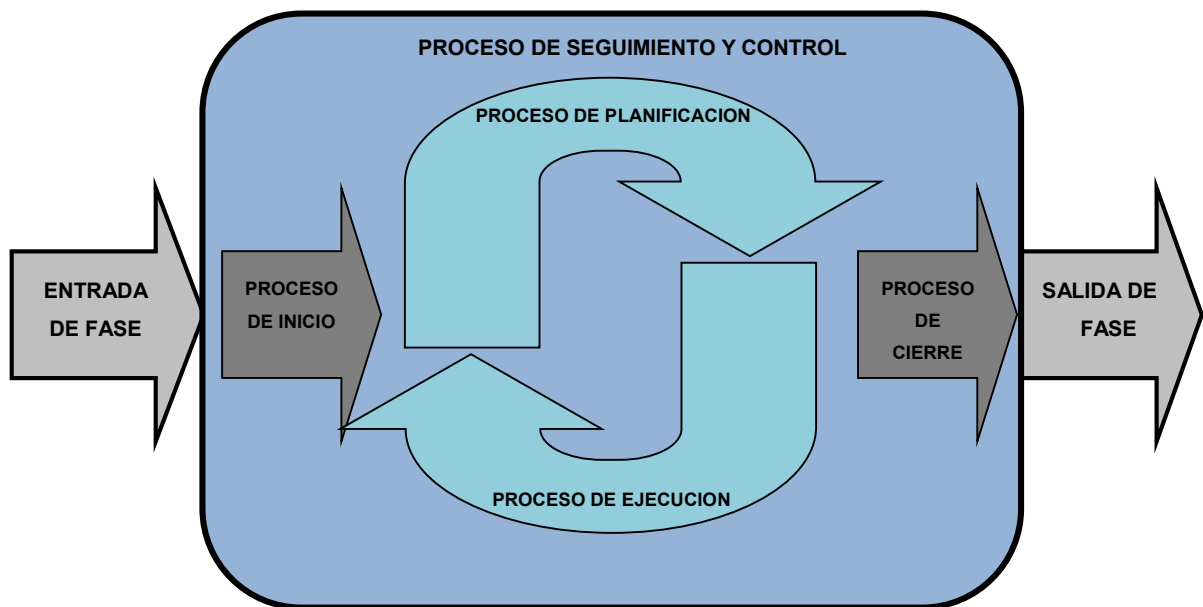 PROCESO DE SEGUIMIENTO Y CONTROL
PROCESO DE PLANIFICACION
ENTRADA
DE FASE
PROCESO
DE INICIO
PROCESO
DE
CIERRE
SALIDA DE
FASE
PROCESO DE EJECUCION